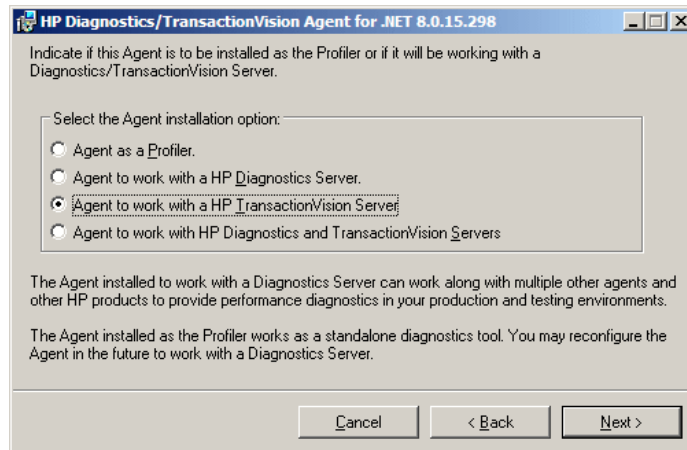 HP Diagnostics/TransactionVision Agent for .NET 8.0.15.298
Indicate if this Agent is to be installed as the Profiler or if it will be working with a
Diagnostics/TransactionVision Server.
Select the Agent installation option:
Agent as a Profiler.
Agent to work with a HP Diagnostics Server.
Agent to work with a HP TransactionVision Server
Agent to work with HP Diagnostics and TransactionVision Servers
The Agent installed to work with a Diagnostics Server can work along with multiple other agents and
other HP products to provide performance diagnostics in your production and testing environments.
The Agent installed as the Profiler works as a standalone diagnostics tool. You may reconfigure the
Agent in the future to work with a Diagnostics Server.
Cancel
< Back
Next >